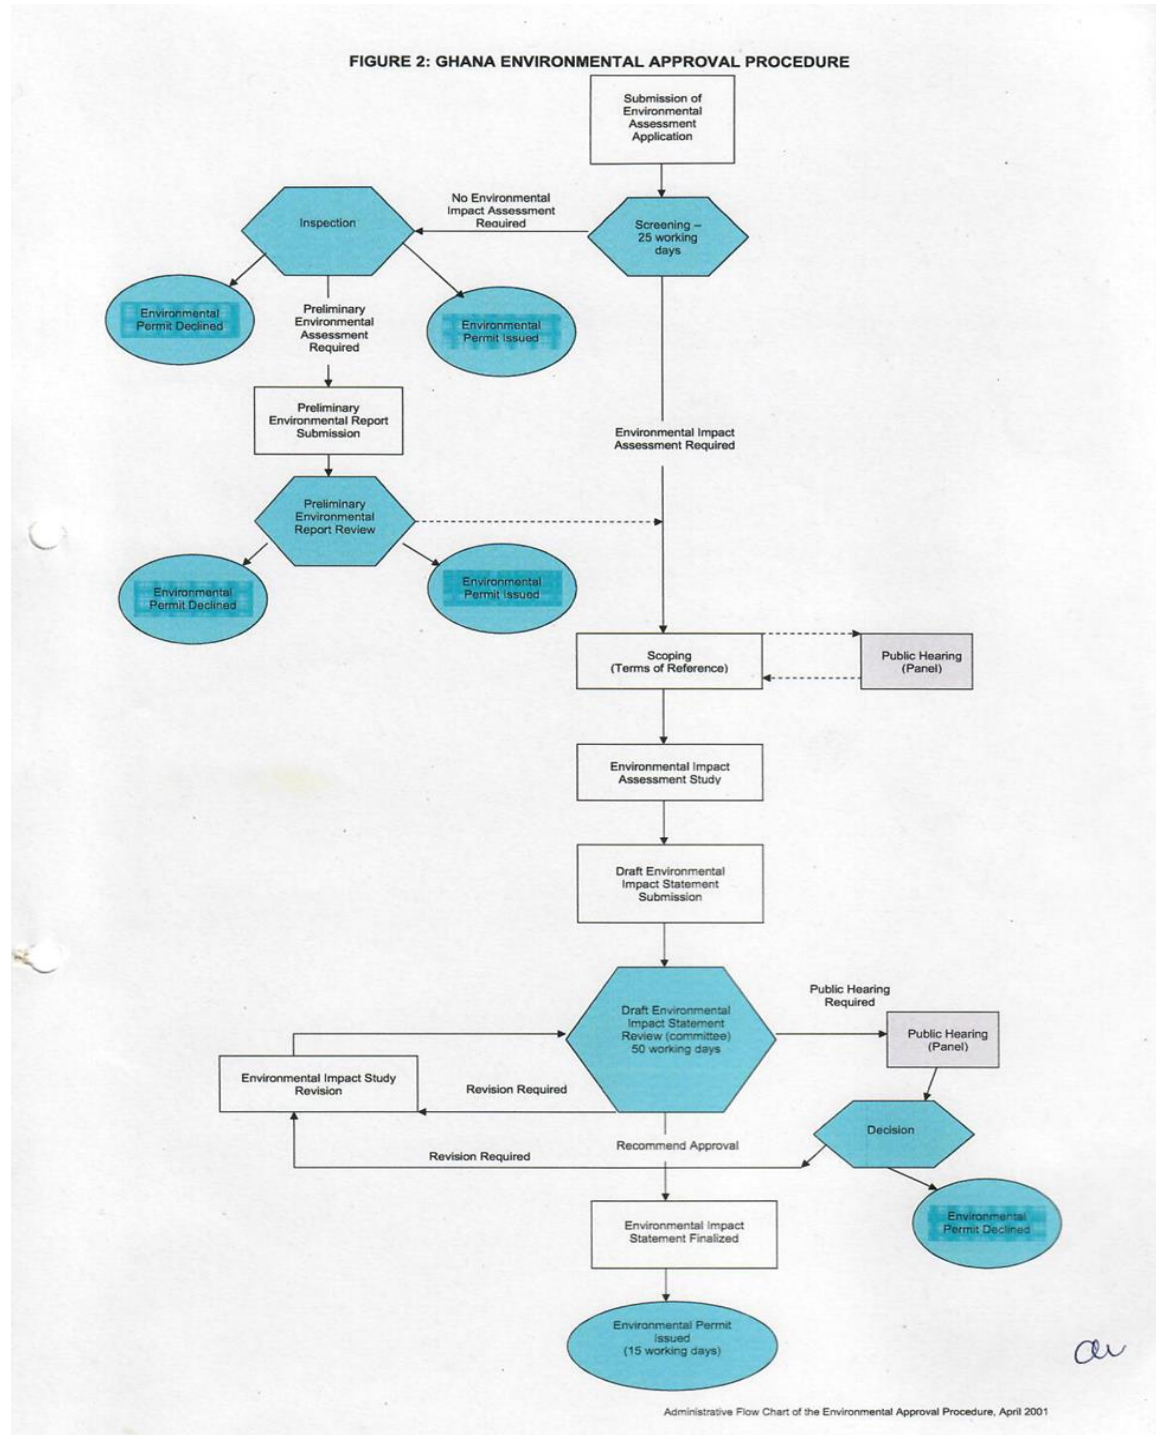 FIGURE 2: GHANA ENVIRONMENTAL APPROVAL PROCEDURE
Submission of
Environmental
Assessment
Application
No Environmental
Impact Assessment
Required
Inspection
Screening –
25 working
days
Environmental
Permit Declined
Preliminary
Environmental
Assessment
Required
Environmental
Permit Issued
Preliminary
Environmental Report
Submission
Environmental Impact
Assessment Required
Preliminary
Environmental
Report Review
Environmental
Permit Declined
Environmental
Permit Issued
Scoping
(Terms of Reference)
Public Hearing
(Panel)
Environmental Impact
Assessment Study
Draft Environmental
Impact Statement
Submission
Draft Environmental
Impact Statement
Review (committee)
50 working days
Public Hearing
Required
Public Hearing
(Panel)
Environmental Impact Study
Revision
Revision Required
Decision
Recommend Approval
Revision Required
Environmental
Permit Declined
Environmental Impact
Statement Finalized
Environmental Permit
Issued
(15 working days)
Administrative Flow Chart of the Environmental Approval Procedure, April 2001